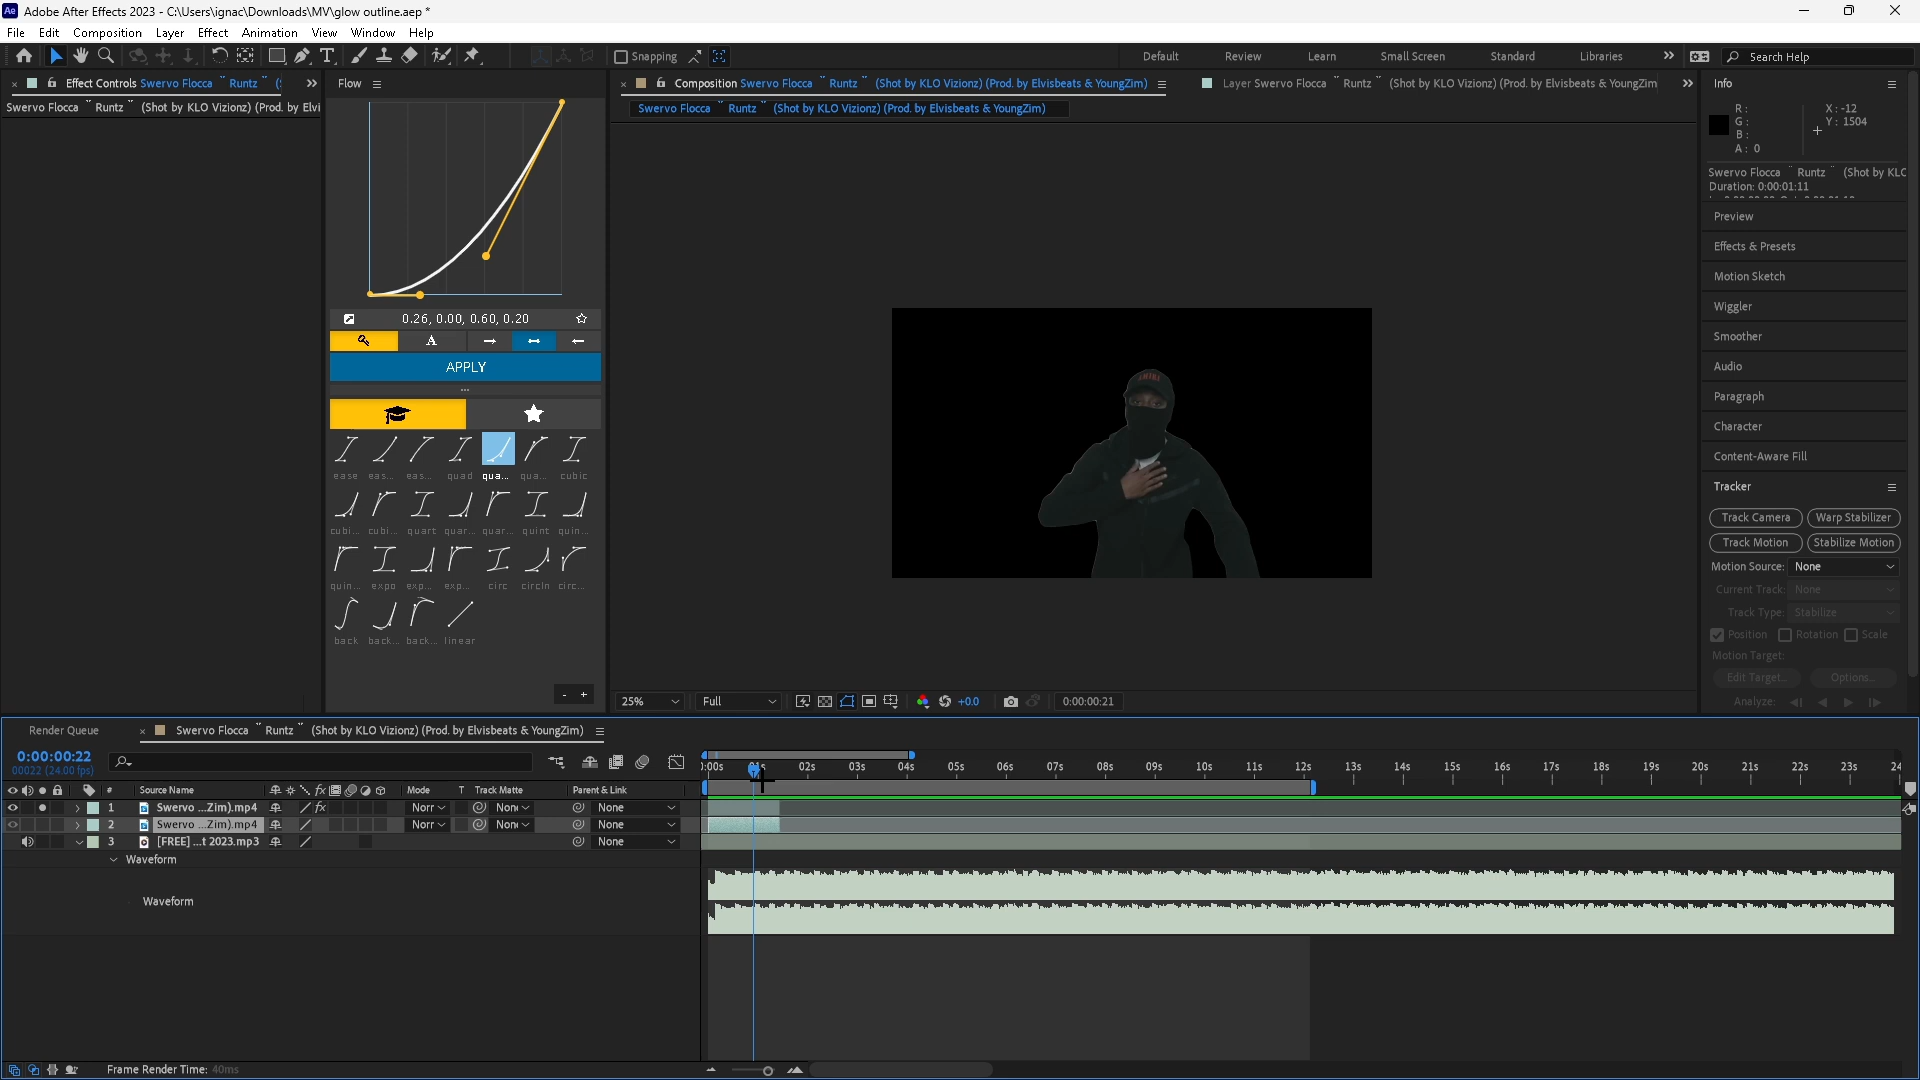 Adobe After Effects 2023 - C:\Users\ignac\Downloads\MV\glow outline.aep *
File Edit Composition Layer Effect Animation View Window Help
Snapping Default Review Learn Small Screen Standard Libraries Search Help
Effect Controls Swervo Flocca ¨ Runtz ¨ (
Swervo Flocca ¨ Runtz ¨ (Shot by KLO Vizionz) (Prod. by Elvi
Flow
0.26, 0.00, 0.60, 0.20
A
APPLY
ease eas... eas... quad qua... qua... cubic
cubi... cubi... quart quar... quar... quint quin...
quin... expo exp... exp... circ circIn circ...
back back... back... linear
- +
Composition Swervo Flocca ¨ Runtz ¨ (Shot by KLO Vizionz) (Prod. by Elvisbeats & YoungZim)
Layer Swervo Flocca ¨ Runtz ¨ (Shot by KLO Vizionz) (Prod. by Elvisbeats & YoungZim
Swervo Flocca ¨ Runtz ¨ (Shot by KLO Vizionz) (Prod. by Elvisbeats & YoungZim)
25% Full +0.0 0:00:00:21
Info
R:
G:
B:
A: 0
X: -12
Y: 1504
Swervo Flocca ¨ Runtz ¨ (Shot by KLC
Duration: 0:00:01:11
Preview
Effects & Presets
Motion Sketch
Wiggler
Smoother
Audio
Paragraph
Character
Content-Aware Fill
Tracker
Track Camera Warp Stabilizer
Track Motion Stabilize Motion
Motion Source: None
Current Track: None
Track Type: Stabilize
Position Rotation Scale
Motion Target:
Edit Target... Options...
Analyze:
Render Queue Swervo Flocca ¨ Runtz ¨ (Shot by KLO Vizionz) (Prod. by Elvisbeats & YoungZim)
0:00:00:22
00022 (24.00 fps)
):00s 01s 02s 03s 04s 05s 06s 07s 08s 09s 10s 11s 12s 13s 14s 15s 16s 17s 18s 19s 20s 21s 22s 23s 24
# Source Name fx Mode T Track Matte Parent & Link
1 Swervo ...Zim).mp4 fx Norr None None
2 Swervo ...Zim).mp4 Norr None None
3 [FREE] ...t 2023.mp3 None
Waveform
Waveform
Frame Render Time: 40ms